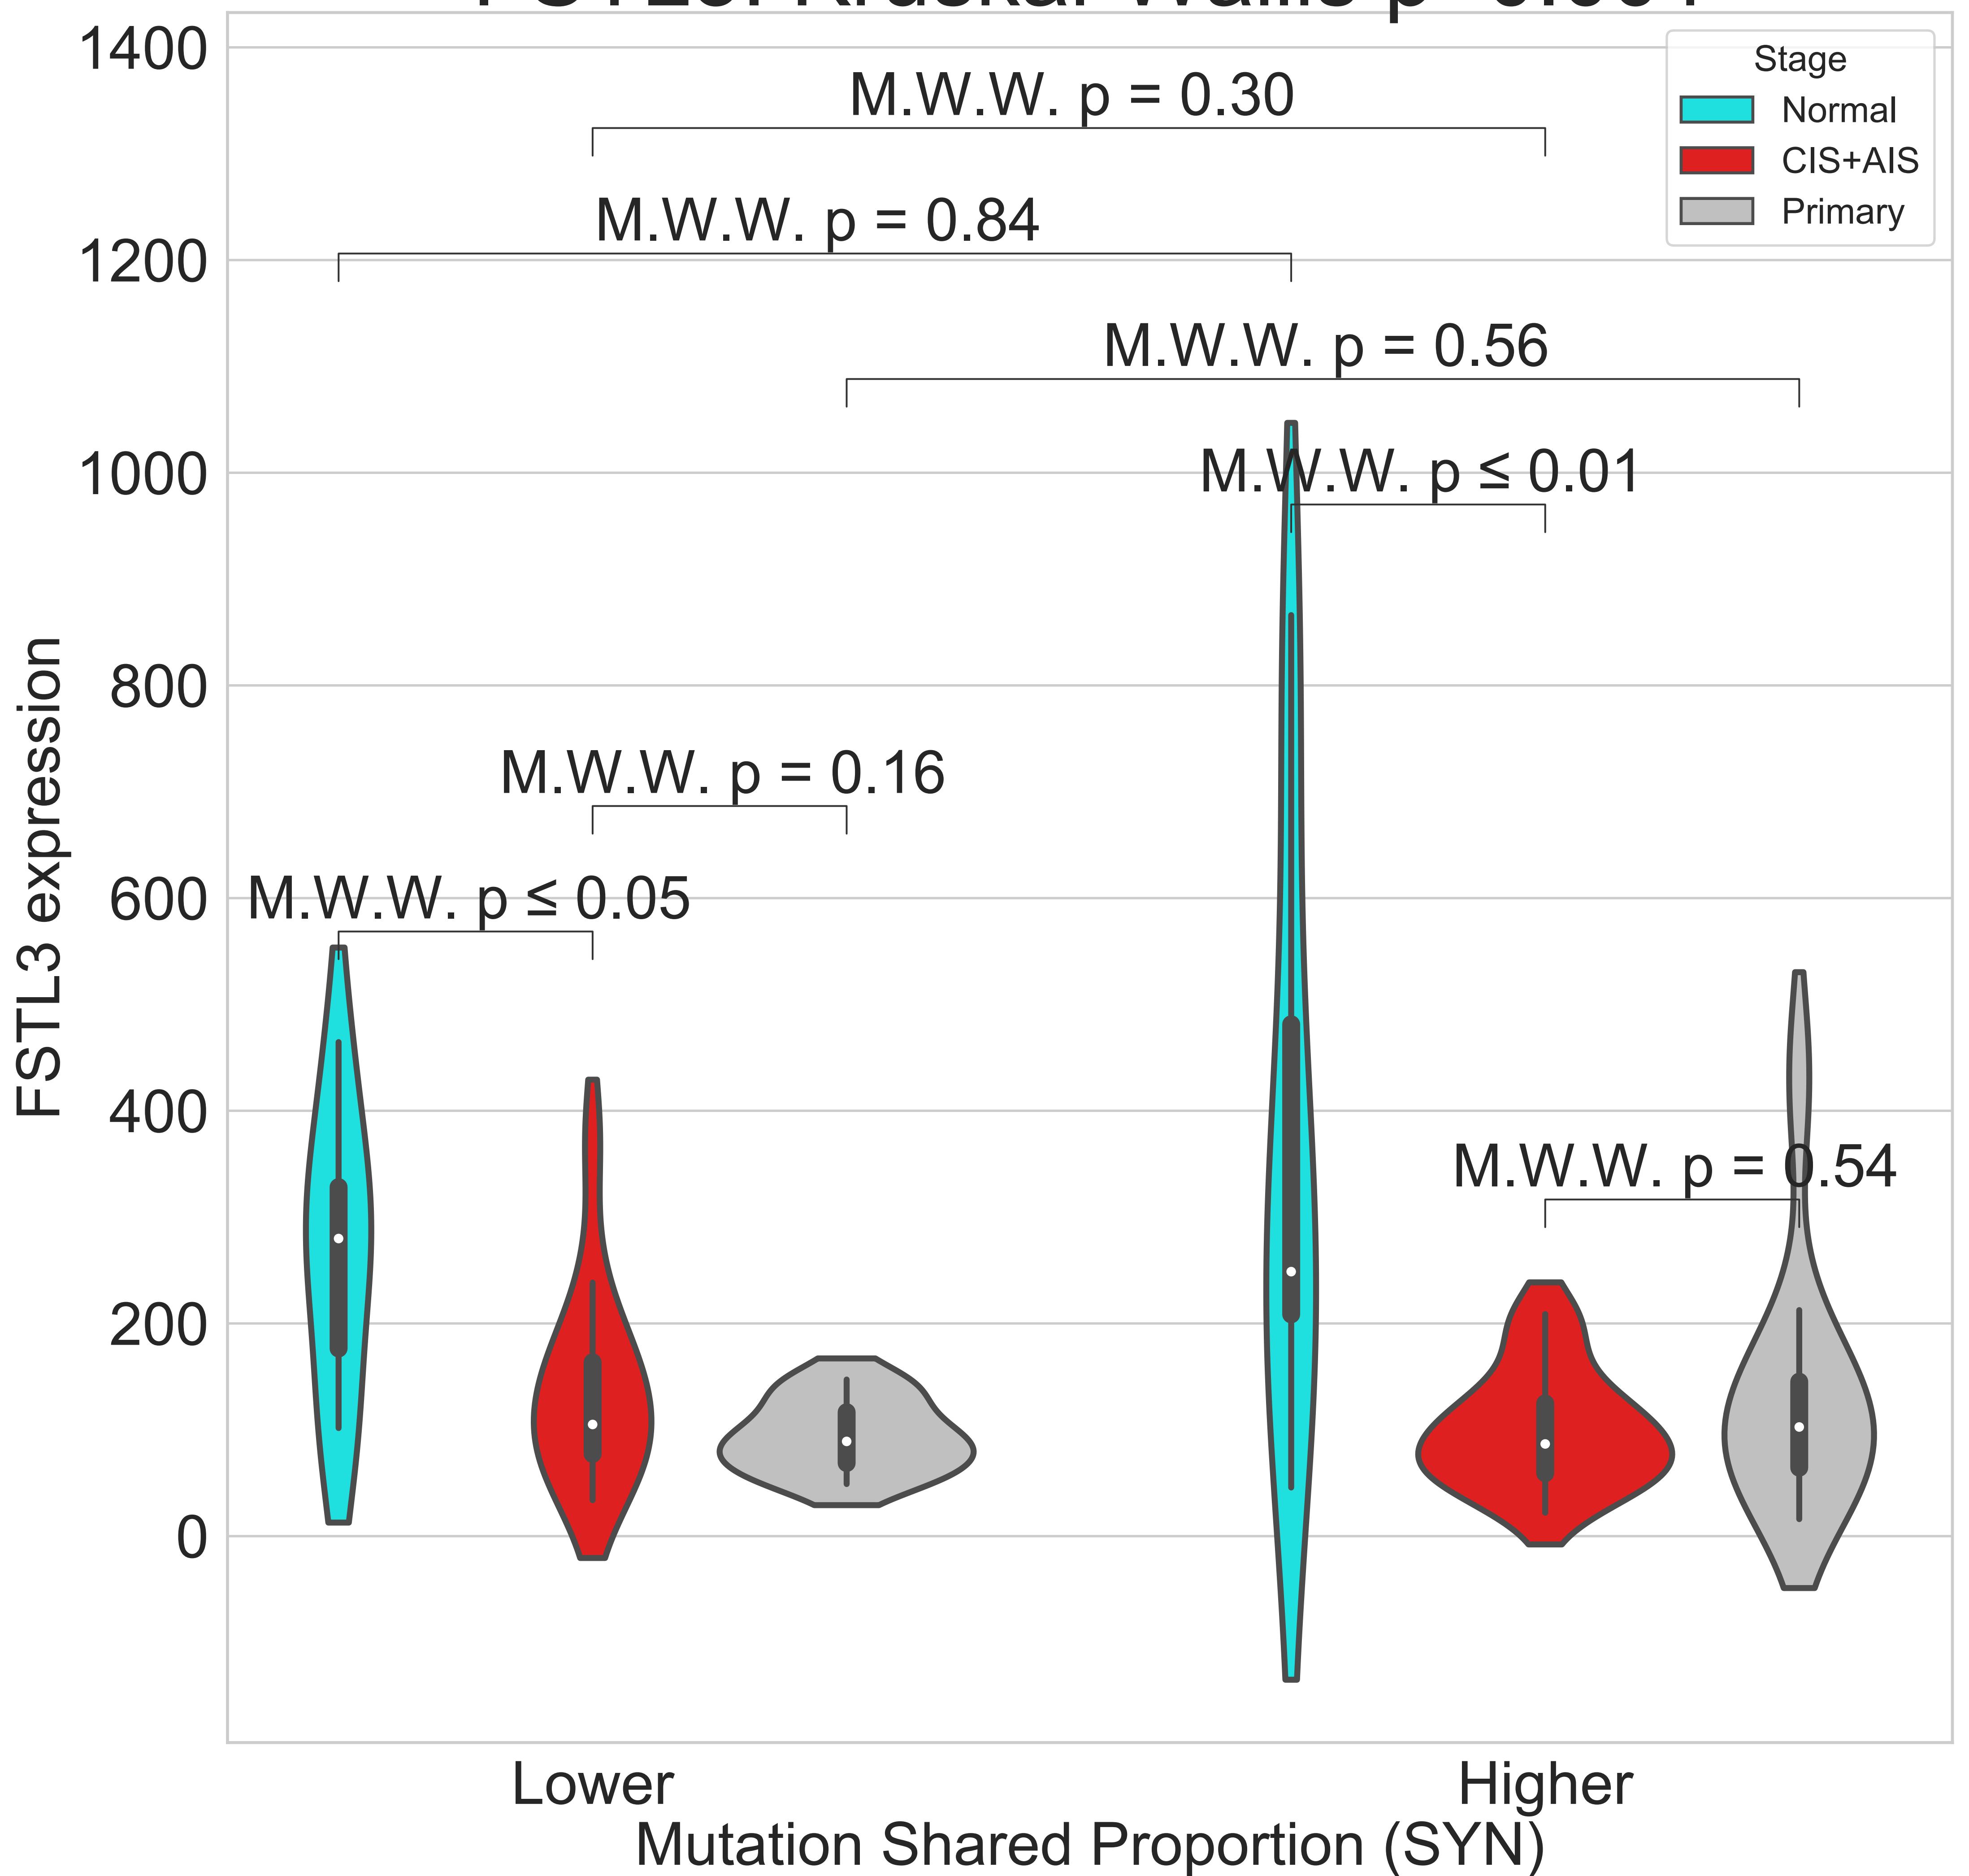 1400
1200
1000
800
600
400
200
0
FSTL3 expression
M.W.W. p = 0.30
M.W.W. p = 0.84
M.W.W. p = 0.56
M.W.W. p ≤ 0.01
M.W.W. p = 0.16
M.W.W. p ≤ 0.05
M.W.W. p = 0.54
Stage
Normal
CIS+AIS
Primary
Lower
Higher
Mutation Shared Proportion (SYN)